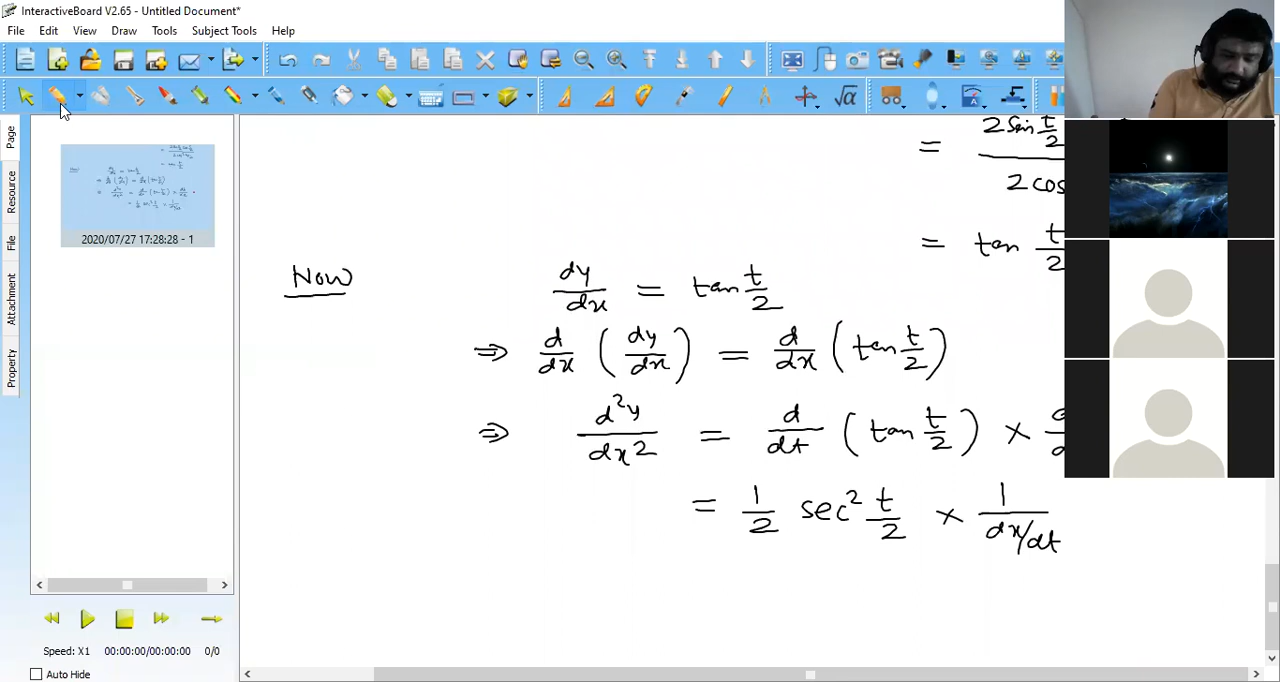 InteractiveBoard V2.65 - Untitled Document*
File Edit View Draw Tools Subject Tools Help
Page
Resource
File
Attachment
Property
2020/07/27 17:28:28 - 1
Speed: X1 00:00:00/00:00:00 0/0
Auto Hide
= 2sin t/2
2cos
= tan t/2
Now dy/dx = tan t/2
⇒ d/dx (dy/dx) = d/dx (tan t/2)
⇒ d²y/dx² = d/dt (tan t/2) ×
= 1/2 sec² t/2 × 1/dx/dt